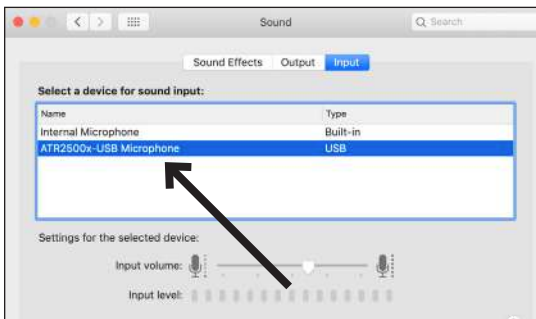 Sound
Search
Sound Effects Output Input
Select a device for sound input:
Name Type
Internal Microphone Built-in
ATR2500x-USB Microphone USB
Settings for the selected device:
Input volume:
Input level: